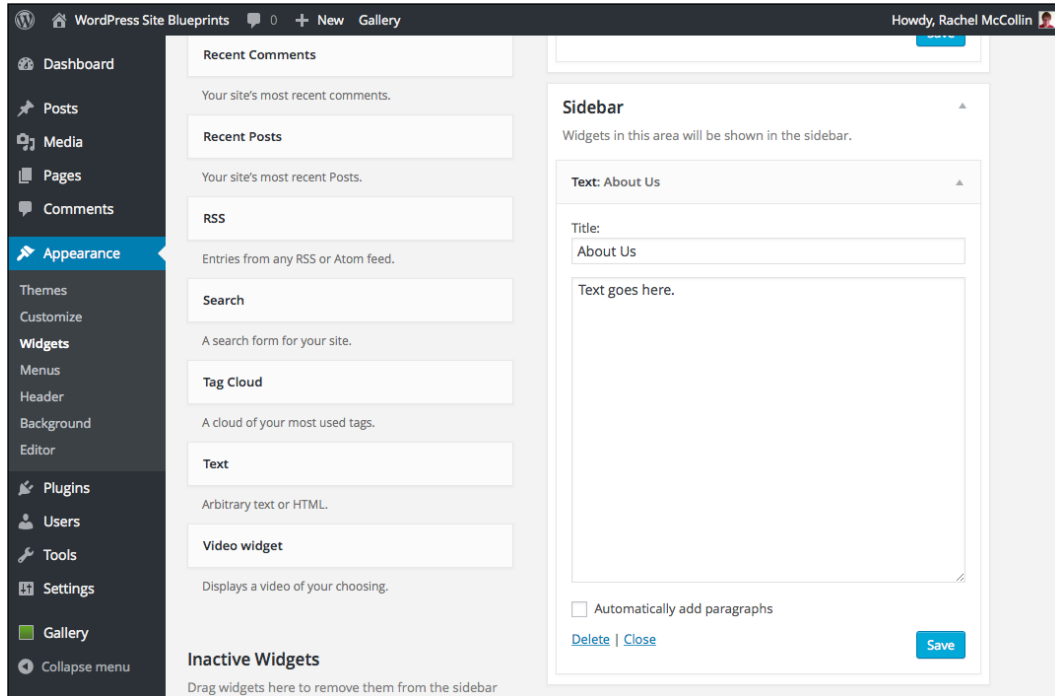 WordPress Site Blueprints 0 + New Gallery
Howdy, Rachel McCollin
Dashboard
Posts
Media
Pages
Comments
Appearance
Themes
Customize
Widgets
Menus
Header
Background
Editor
Plugins
Users
Tools
Settings
Gallery
Collapse menu
Recent Comments
Your site's most recent comments.
Recent Posts
Your site's most recent Posts.
RSS
Entries from any RSS or Atom feed.
Search
A search form for your site.
Tag Cloud
A cloud of your most used tags.
Text
Arbitrary text or HTML.
Video widget
Displays a video of your choosing.
Inactive Widgets
Drag widgets here to remove them from the sidebar
Save
Sidebar
Widgets in this area will be shown in the sidebar.
Text: About Us
Title:
About Us
Text goes here.
Automatically add paragraphs
Delete | Close
Save